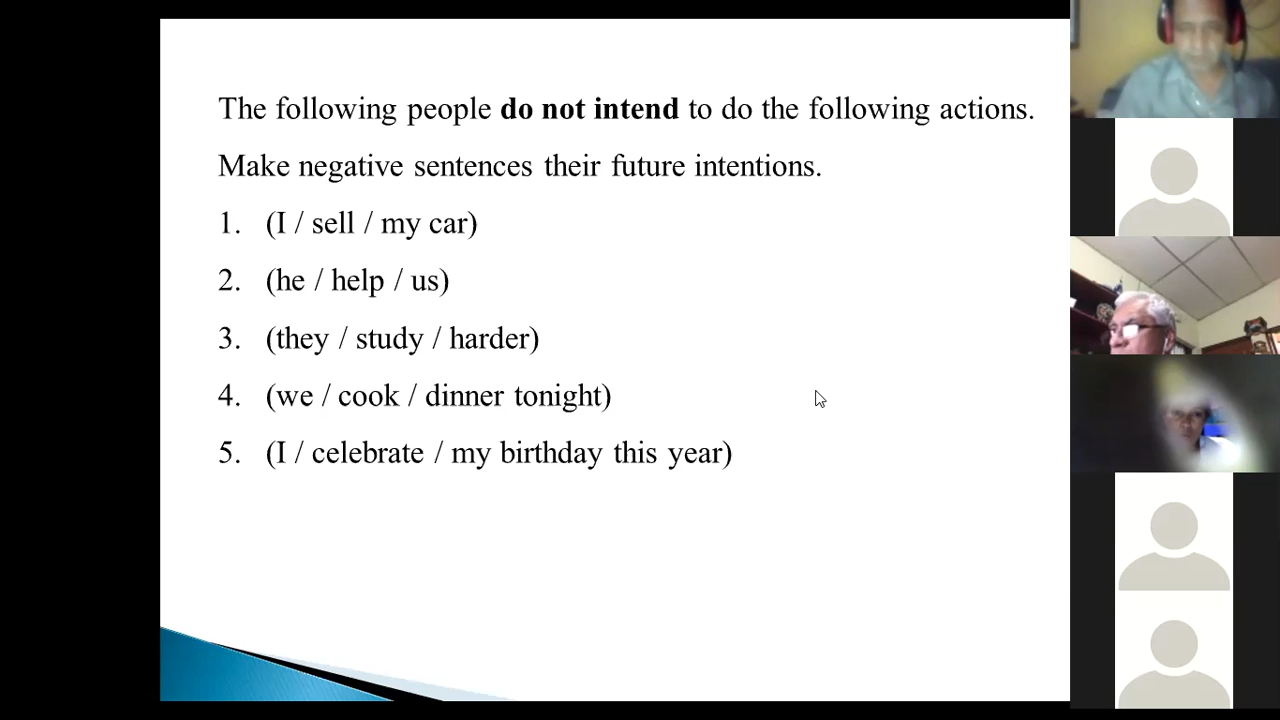 The following people do not intend to do the following actions.
Make negative sentences their future intentions.
1. (I / sell / my car)
2. (he / help / us)
3. (they / study / harder)
4. (we / cook / dinner tonight)
5. (I / celebrate / my birthday this year)